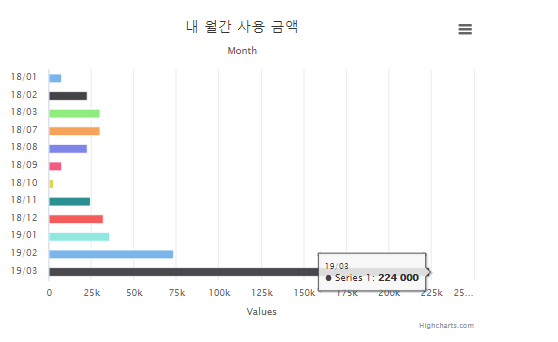 내 월간 사용 금액
Month
18/01
18/02
18/03
18/07
18/08
18/09
18/10
18/11
18/12
19/01
19/02
19/03
19/03
● Series 1: 224 000
0 25k 50k 75k 100k 125k 150k 175k 200k 225k 25…
Values
Highcharts.com